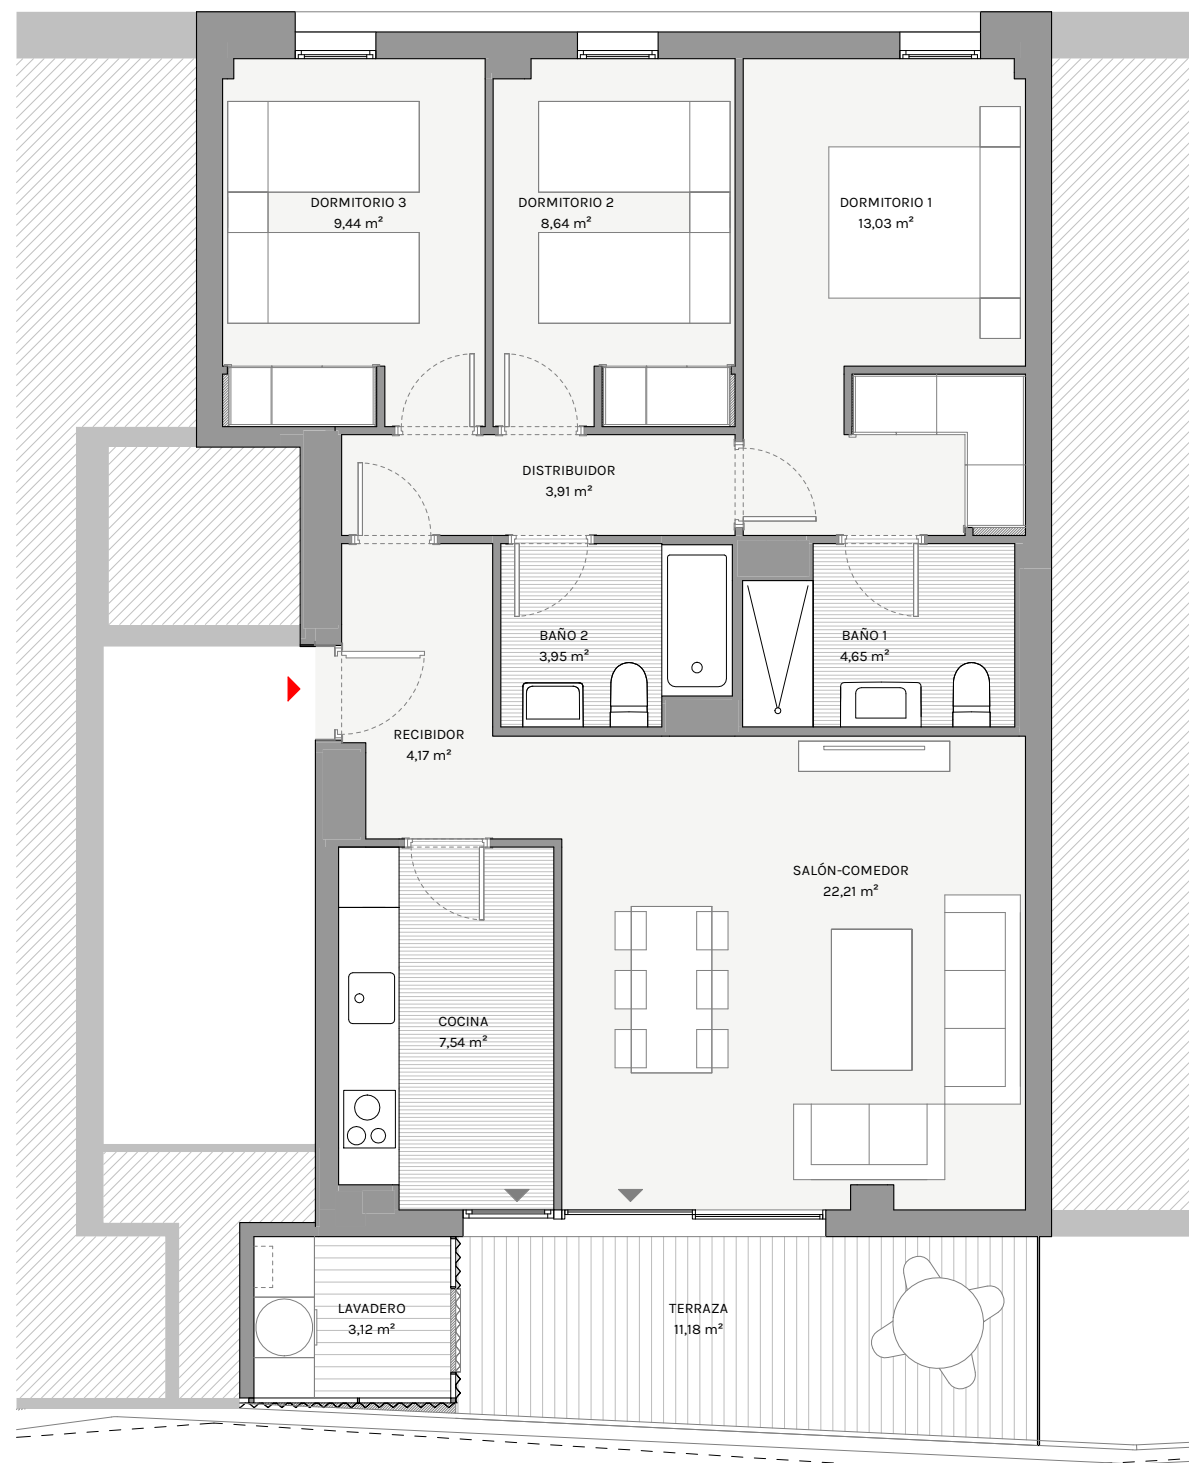 DORMITORIO 3
9,44 m²
DORMITORIO 2
8,64 m²
DORMITORIO 1
13,03 m²
DISTRIBUIDOR
3,91 m²
BAÑO 2
3,95 m²
BAÑO 1
4,65 m²
RECIBIDOR
4,17 m²
SALÓN-COMEDOR
22,21 m²
COCINA
7,54 m²
LAVADERO
3,12 m²
TERRAZA
11,18 m²